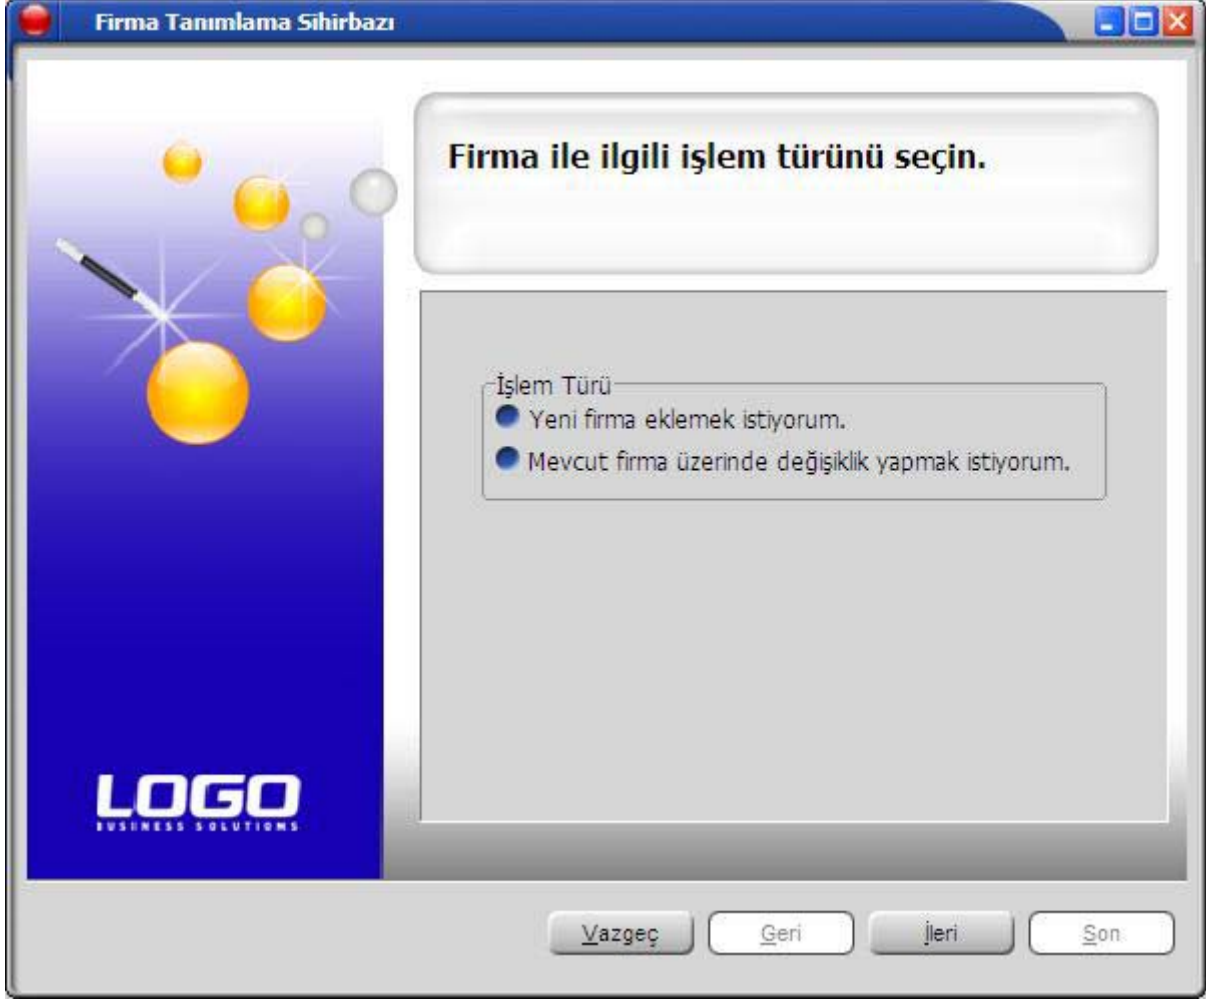 Firma Tanımlama Sihirbazı
Firma ile ilgili işlem türünü seçin.
İşlem Türü
Yeni firma eklemek istiyorum.
Mevcut firma üzerinde değişiklik yapmak istiyorum.
LOGO
BUSINESS SOLUTIONS
Vazgeç
Geri
İleri
Son